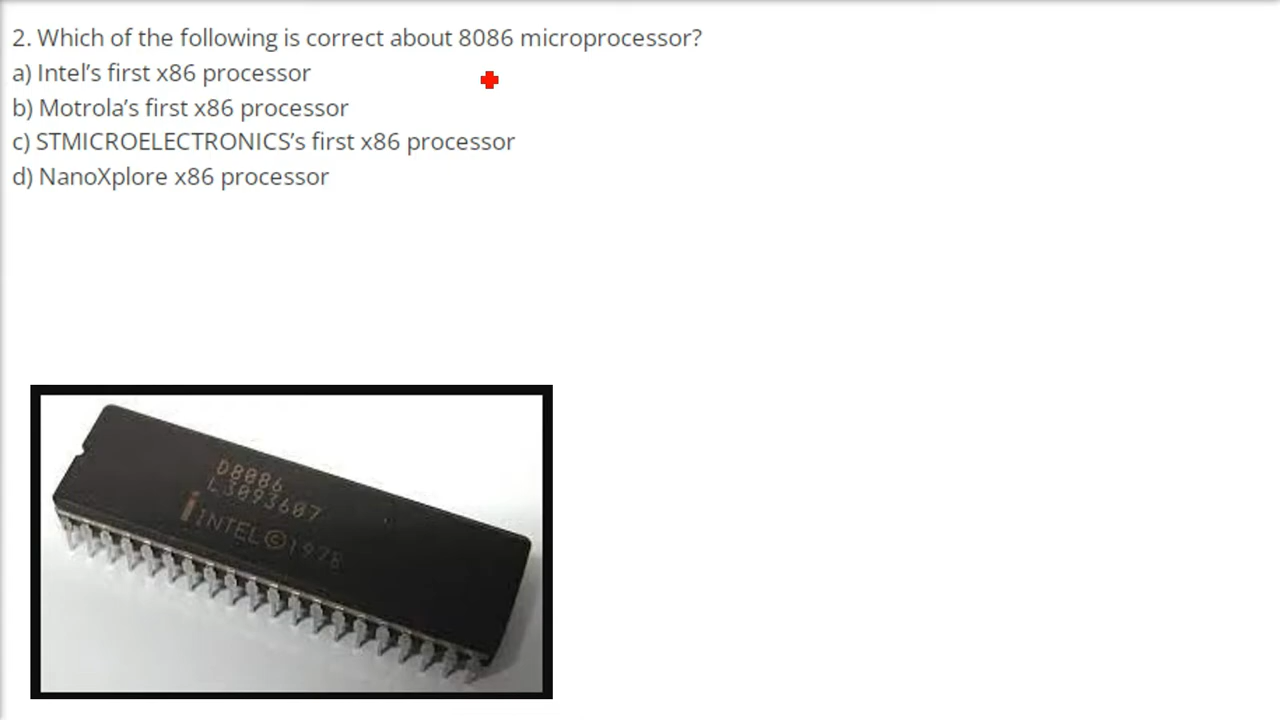 2. Which of the following is correct about 8086 microprocessor?
a) Intel’s first x86 processor
b) Motrola’s first x86 processor
c) STMICROELECTRONICS’s first x86 processor
d) NanoXplore x86 processor
D8086
L3093607
iNTEL©1978